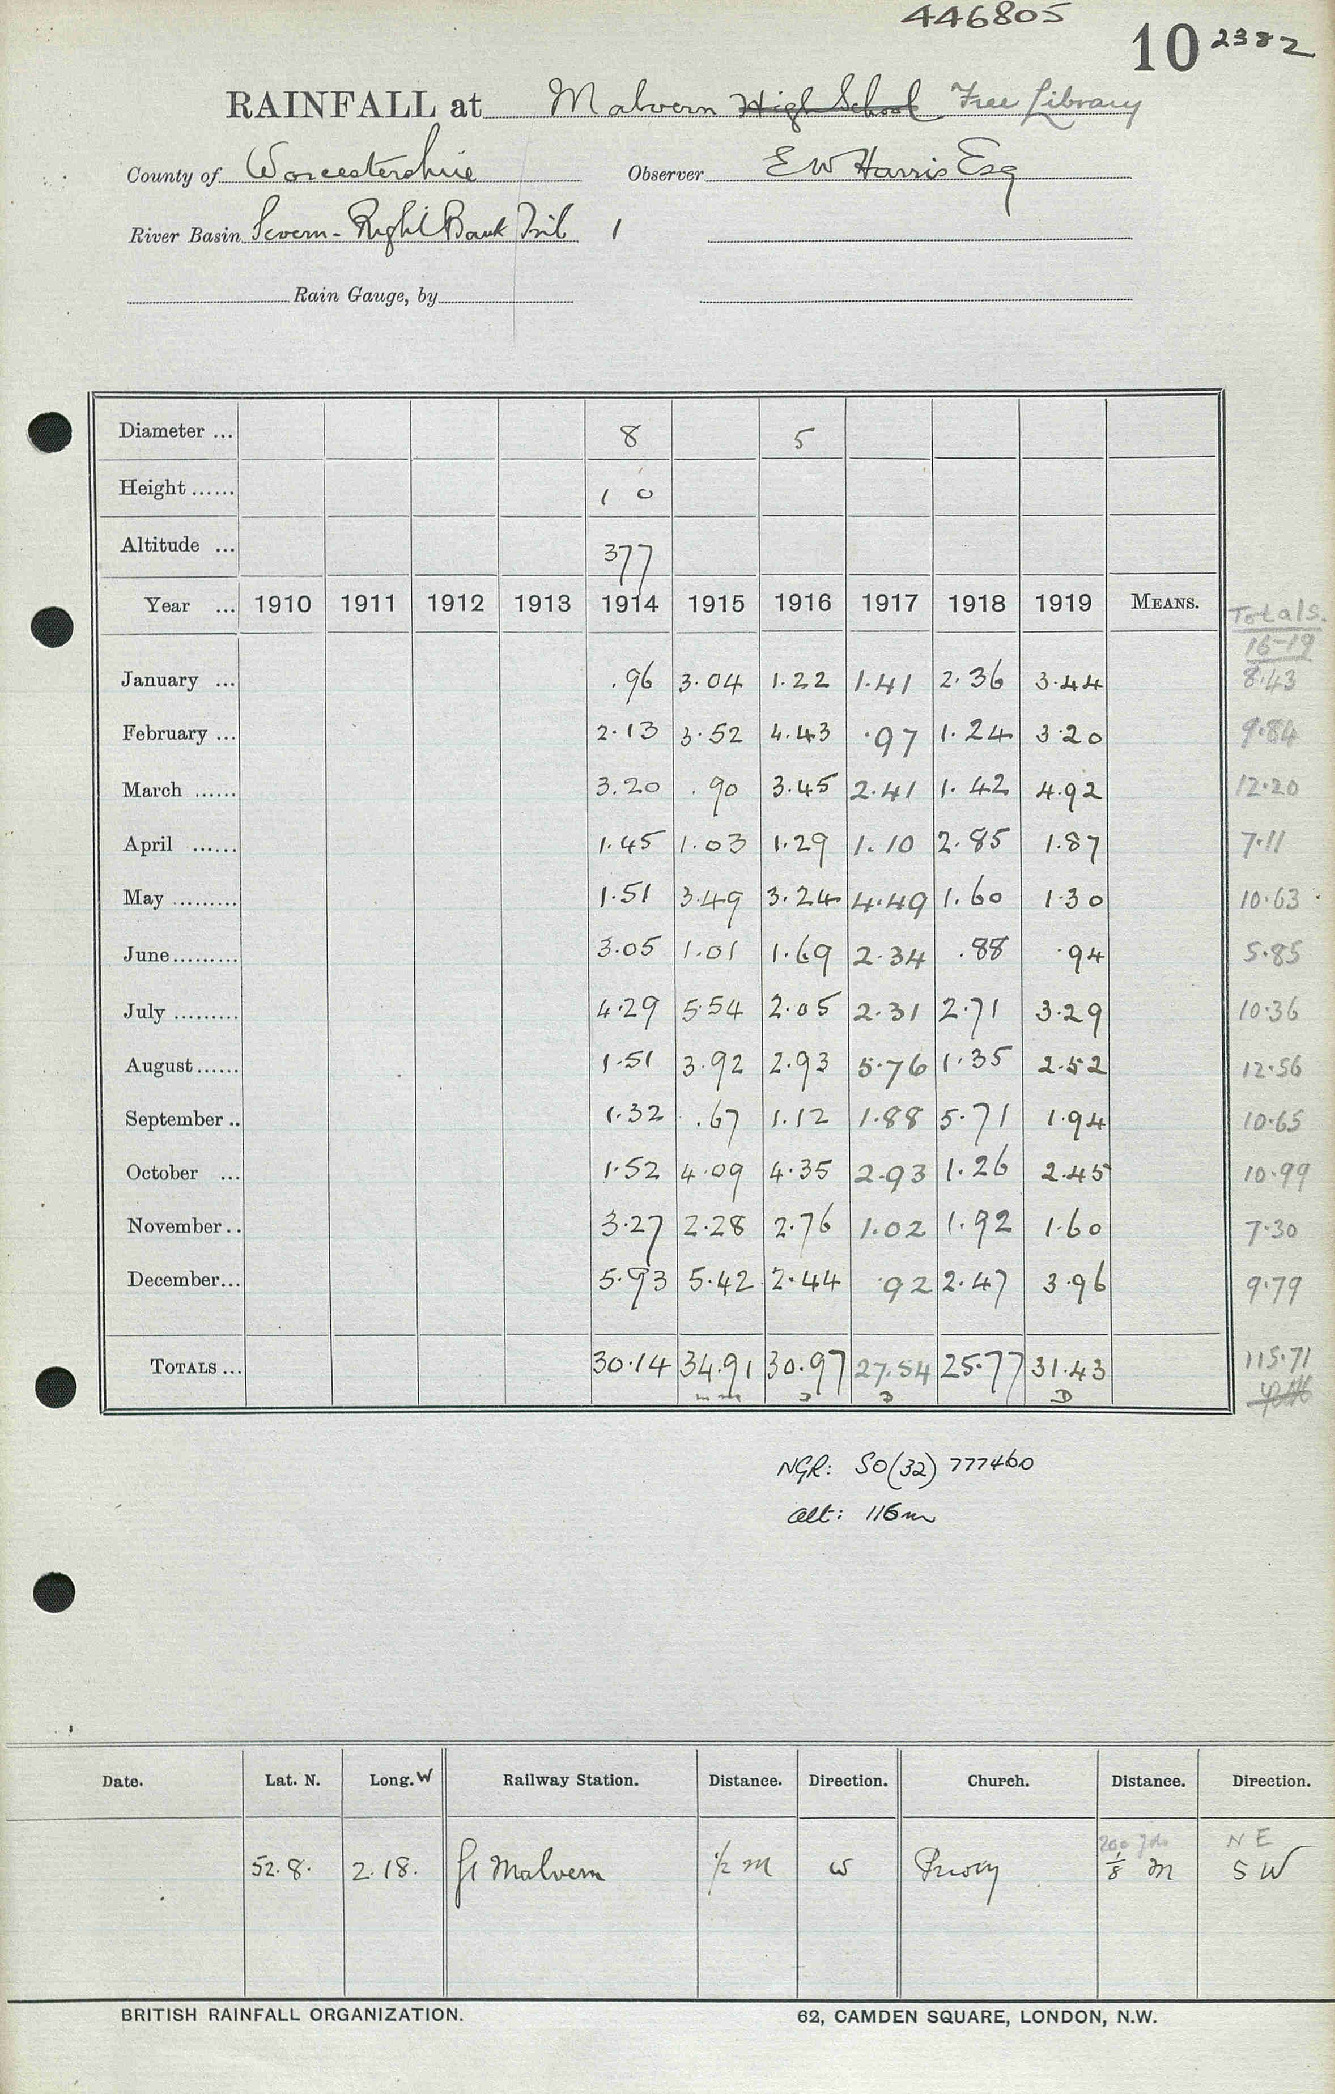 446805
10 2382
RAINFALL at Malvern High School Free Library
County of Worcestershire Observer E W Harris Esq
River Basin Severn - Right Bank Trib 1
Rain Gauge, by
Diameter ... 8 5
Height ...... 1 0
Altitude ... 377
Year ... 1910 1911 1912 1913 1914 1915 1916 1917 1918 1919 MEANS. Totals. 16-19
January ... .96 3.04 1.22 1.41 2.36 3.44 8.43
February ... 2.13 3.52 4.43 .97 1.24 3.20 9.84
March ...... 3.20 .90 3.45 2.41 1.42 4.92 12.20
April ...... 1.45 1.03 1.29 1.10 2.85 1.87 7.11
May ......... 1.51 3.49 3.24 4.49 1.60 1.30 10.63
June ......... 3.05 1.01 1.69 2.34 .88 .94 5.85
July ......... 4.29 5.54 2.05 2.31 2.71 3.29 10.36
August ...... 1.51 3.92 2.93 5.76 1.35 2.52 12.56
September .. 1.32 .67 1.12 1.88 5.71 1.94 10.65
October ... 1.52 4.09 4.35 2.93 1.26 2.45 10.99
November .. 3.27 2.28 2.76 1.02 1.92 1.60 7.30
December ... 5.93 5.42 2.44 .92 2.47 3.96 9.79
TOTALS ... 30.14 34.91 30.97 27.54 25.77 31.43 115.71
m m D D D
NGR: SO(32) 777460
alt: 116m
Date. Lat. N. Long. W Railway Station. Distance. Direction. Church. Distance. Direction.
200 yds N E
52.8. 2.18. Gt Malvern 1/2 m W Priory 1/8 m S W
BRITISH RAINFALL ORGANIZATION. 62, CAMDEN SQUARE, LONDON, N.W.